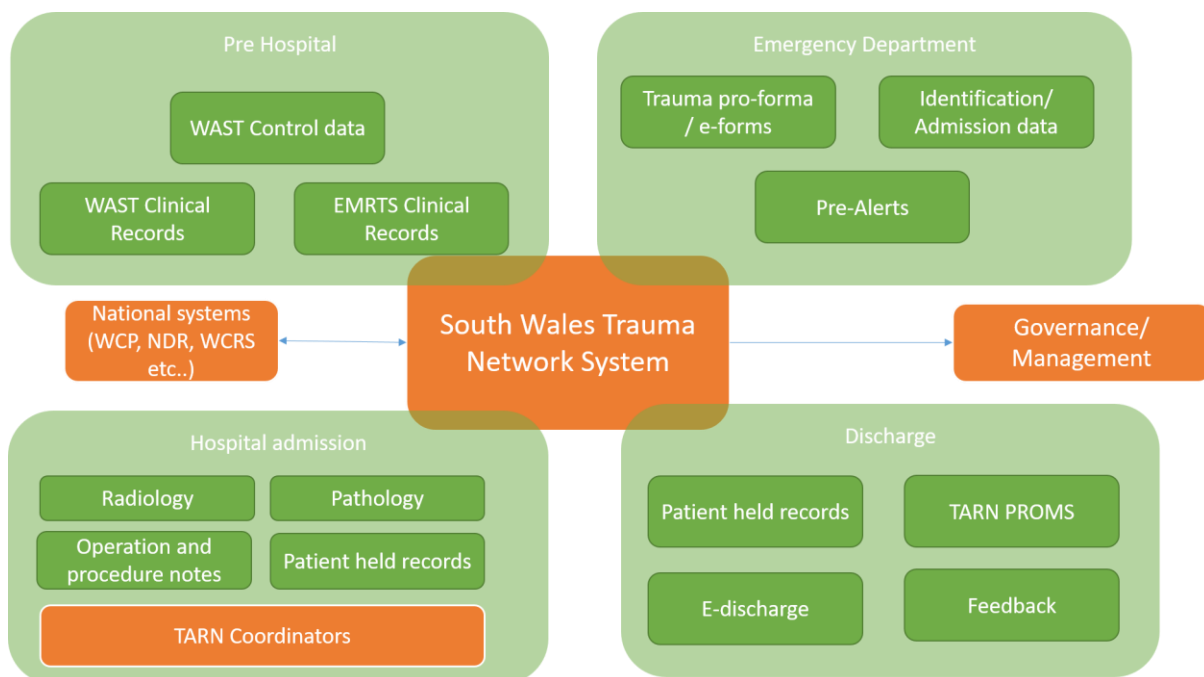 Pre Hospital
WAST Control data
WAST Clinical
Records
EMRTS Clinical
Records
Emergency Department
Trauma pro-forma
/ e-forms
Identification/
Admission data
Pre-Alerts
National systems
(WCP, NDR, WCRS
etc..)
South Wales Trauma
Network System
Governance/
Management
Hospital admission
Radiology
Pathology
Operation and
procedure notes
Patient held records
TARN Coordinators
Discharge
Patient held records
TARN PROMS
E-discharge
Feedback